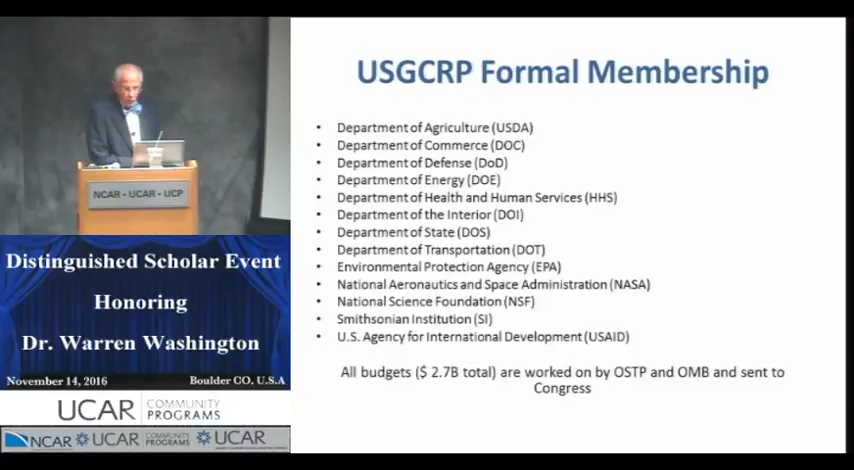 USGCRP Formal Membership
• Department of Agriculture (USDA)
• Department of Commerce (DOC)
• Department of Defense (DoD)
• Department of Energy (DOE)
• Department of Health and Human Services (HHS)
• Department of the Interior (DOI)
• Department of State (DOS)
• Department of Transportation (DOT)
• Environmental Protection Agency (EPA)
• National Aeronautics and Space Administration (NASA)
• National Science Foundation (NSF)
• Smithsonian Institution (SI)
• U.S. Agency for International Development (USAID)
All budgets ($ 2.7B total) are worked on by OSTP and OMB and sent to
Congress
NCAR - UCAR - UCP
Distinguished Scholar Event
Honoring
Dr. Warren Washington
November 14, 2016 Boulder CO, U.S.A
UCAR COMMUNITY
PROGRAMS
NCAR UCAR COMMUNITY
PROGRAMS UCAR